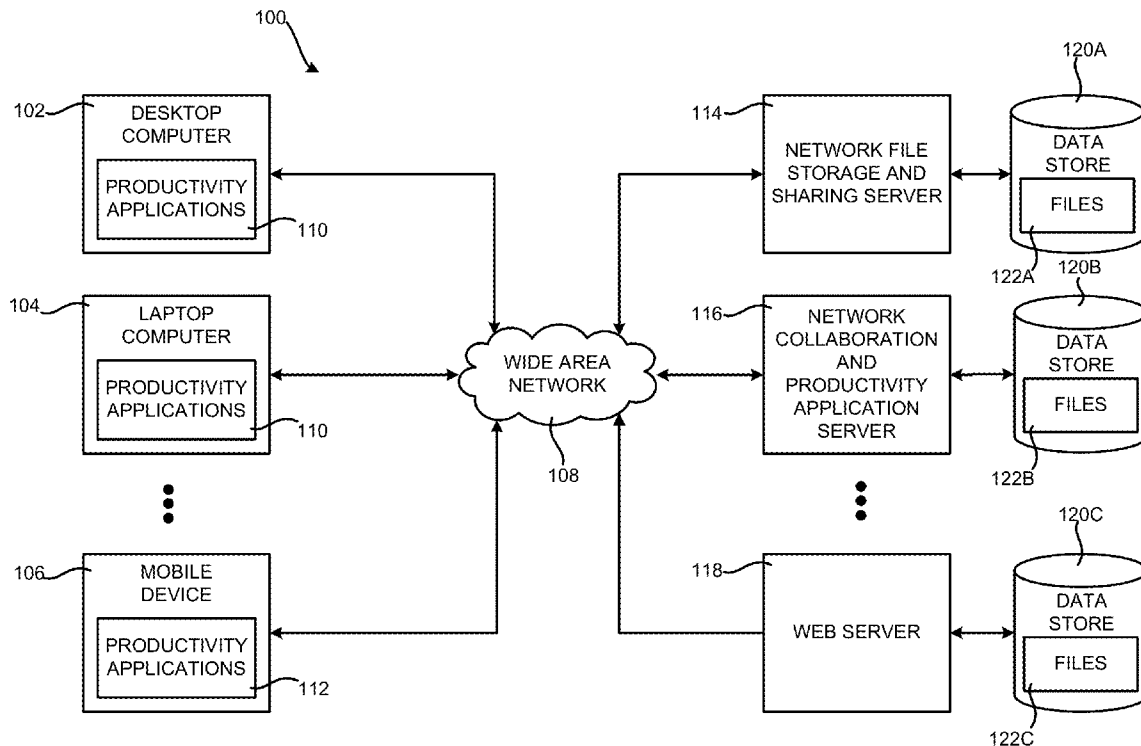 100
102
DESKTOP
COMPUTER
PRODUCTIVITY
APPLICATIONS
110
104
LAPTOP
COMPUTER
PRODUCTIVITY
APPLICATIONS
110
106
MOBILE
DEVICE
PRODUCTIVITY
APPLICATIONS
112
WIDE AREA
NETWORK
108
114
NETWORK FILE
STORAGE AND
SHARING SERVER
120A
DATA
STORE
FILES
122A
116
NETWORK
COLLABORATION
AND
PRODUCTIVITY
APPLICATION
SERVER
120B
DATA
STORE
FILES
122B
118
WEB SERVER
120C
DATA
STORE
FILES
122C